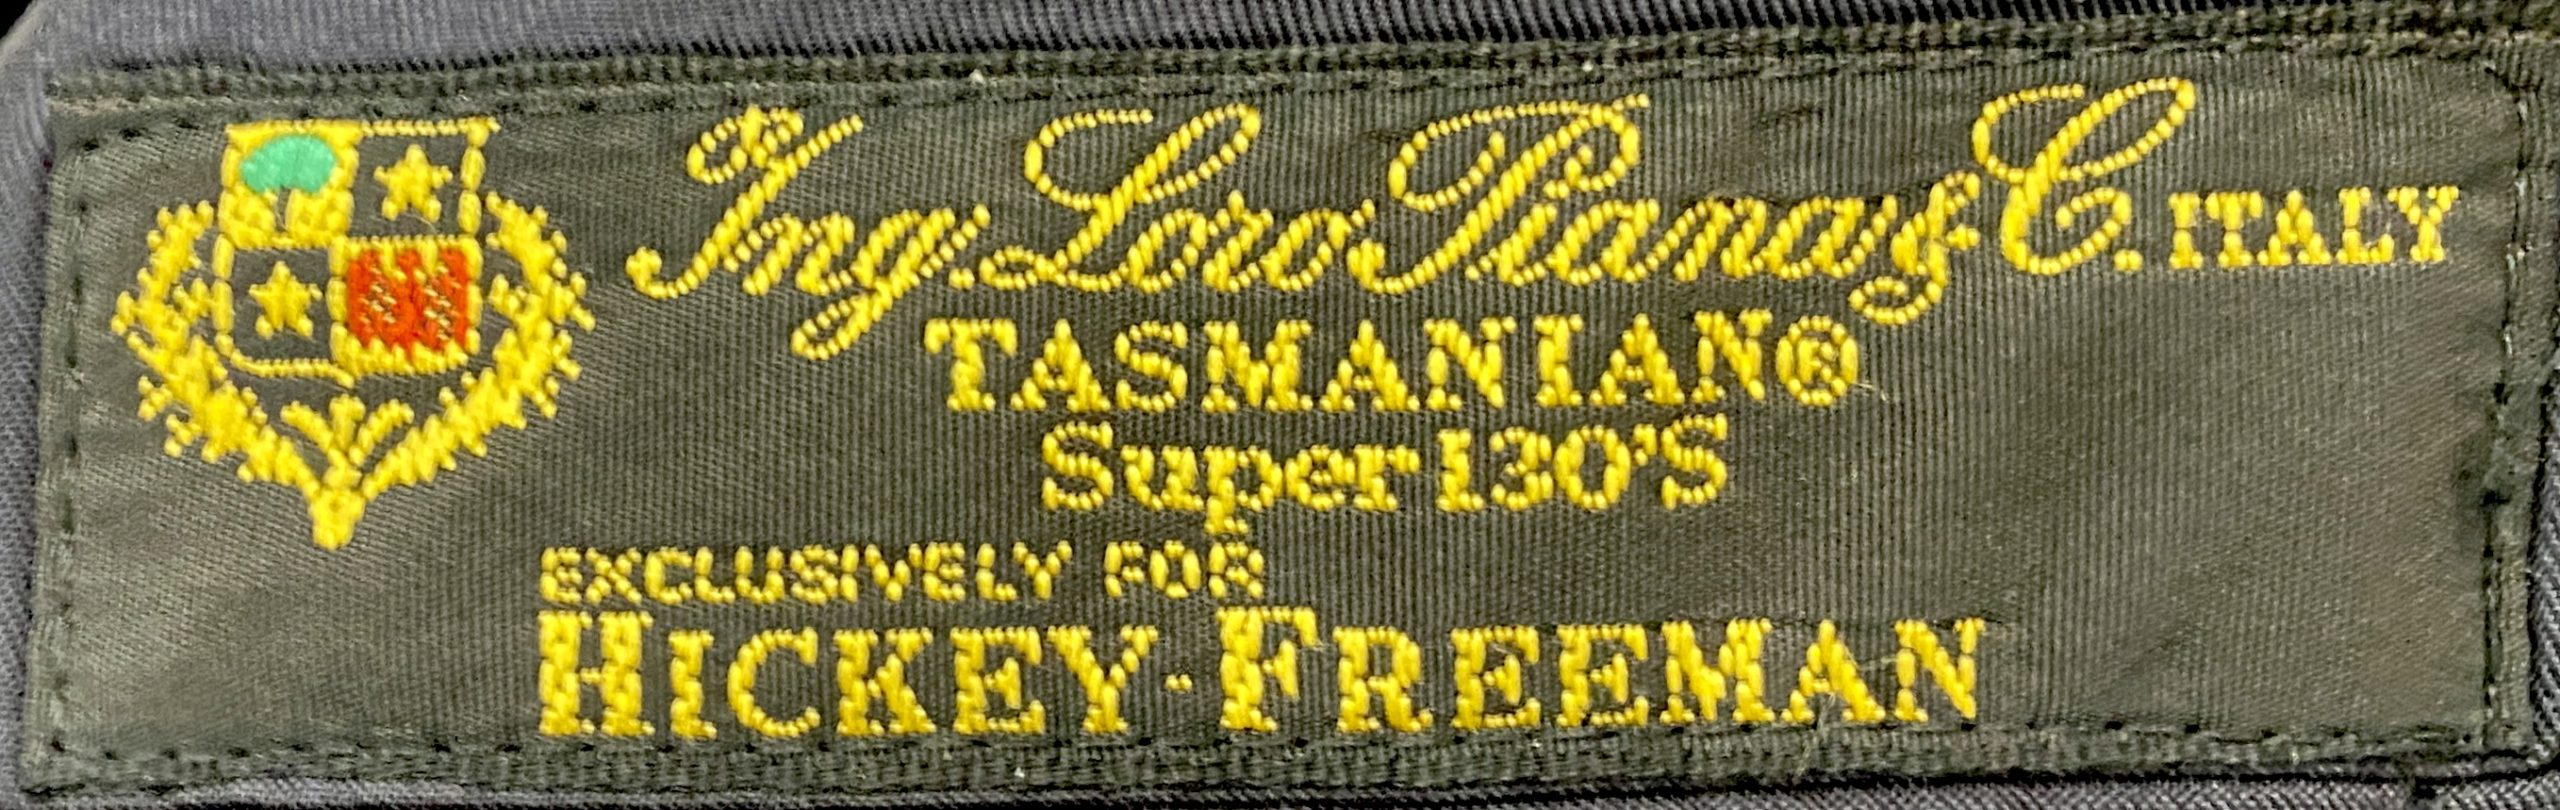 Ing. Loro Piana & C. ITALY
TASMANIAN®
Super 130'S
EXCLUSIVELY FOR
HICKEY-FREEMAN